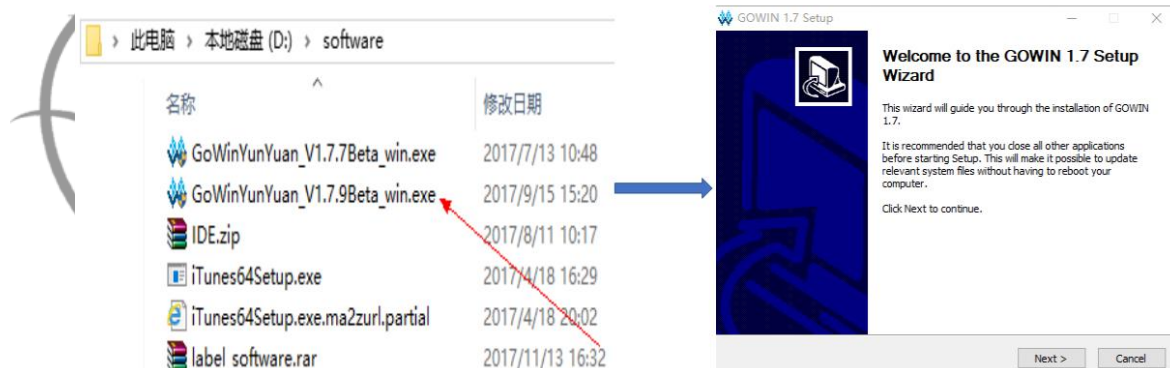 此电脑 › 本地磁盘 (D:) › software
名称 修改日期
GoWinYunYuan_V1.7.7Beta_win.exe 2017/7/13 10:48
GoWinYunYuan_V1.7.9Beta_win.exe 2017/9/15 15:20
IDE.zip 2017/8/11 10:17
iTunes64Setup.exe 2017/4/18 16:29
iTunes64Setup.exe.ma2zurl.partial 2017/4/18 20:02
label software.rar 2017/11/13 16:32
GOWIN 1.7 Setup
Welcome to the GOWIN 1.7 Setup
Wizard
This wizard will guide you through the installation of GOWIN
1.7.
It is recommended that you close all other applications
before starting Setup. This will make it possible to update
relevant system files without having to reboot your
computer.
Click Next to continue.
Next > Cancel